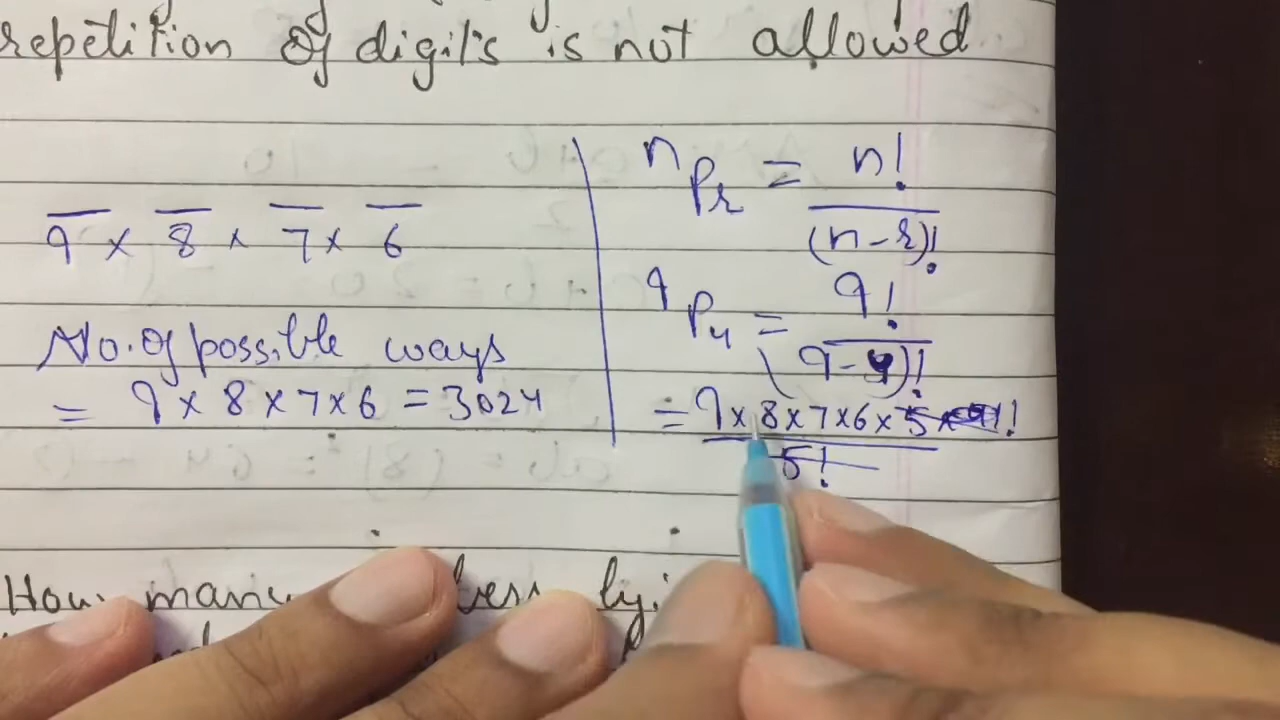 repetition of digits is not allowed
9 × 8 × 7 × 6
No. of possible ways
= 9 × 8 × 7 × 6 = 3024
nPr = n! / (n-r)!
9P4 = 9! / (9-4)!
= 9 × 8 × 7 × 6 × 5! / 5!
How many